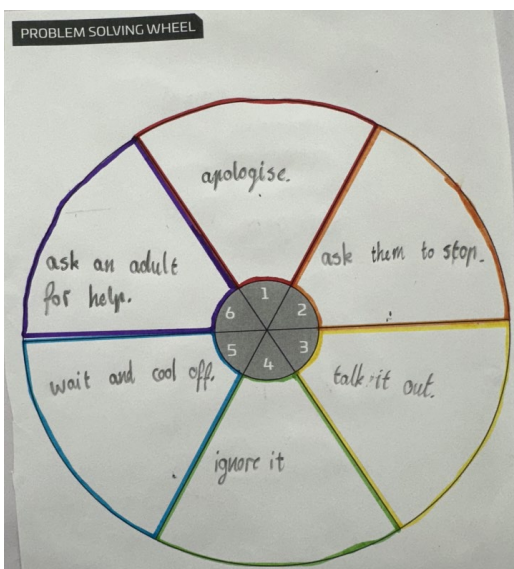 PROBLEM SOLVING WHEEL
apologise.
ask them to stop.
talk it out.
ignore it
wait and cool off.
ask an adult
for help.
1
2
3
4
5
6